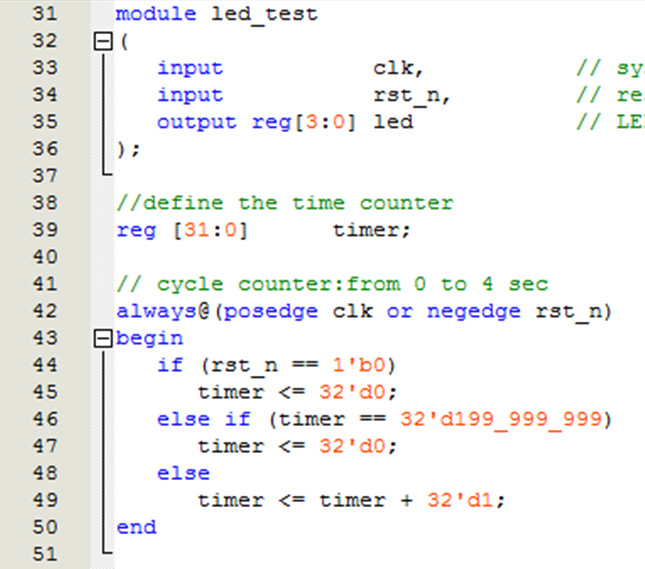 31 module led_test
32 (
33 input clk, // sy
34 input rst_n, // re
35 output reg[3:0] led // LE
36 );
37
38 //define the time counter
39 reg [31:0] timer;
40
41 // cycle counter:from 0 to 4 sec
42 always@(posedge clk or negedge rst_n)
43 begin
44 if (rst_n == 1'b0)
45 timer <= 32'd0;
46 else if (timer == 32'd199_999_999)
47 timer <= 32'd0;
48 else
49 timer <= timer + 32'd1;
50 end
51